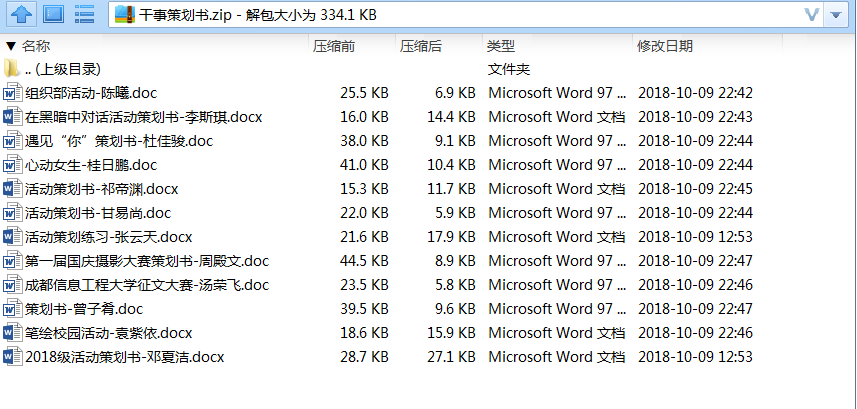 干事策划书.zip - 解包大小为 334.1 KB
名称 压缩前 压缩后 类型 修改日期
.. (上级目录) 文件夹
组织部活动-陈曦.doc 25.5 KB 6.9 KB Microsoft Word 97 ... 2018-10-09 22:42
在黑暗中对话活动策划书-李斯琪.docx 16.0 KB 14.4 KB Microsoft Word 文档 2018-10-09 22:43
遇见“你”策划书-杜佳骏.doc 38.0 KB 9.1 KB Microsoft Word 97 ... 2018-10-09 22:44
心动女生-桂日鹏.doc 41.0 KB 10.4 KB Microsoft Word 97 ... 2018-10-09 22:44
活动策划书-祁帝渊.docx 15.3 KB 11.7 KB Microsoft Word 文档 2018-10-09 22:45
活动策划书-甘易尚.doc 22.0 KB 5.9 KB Microsoft Word 97 ... 2018-10-09 22:44
活动策划练习-张云天.docx 21.6 KB 17.9 KB Microsoft Word 文档 2018-10-09 12:53
第一届国庆摄影大赛策划书-周殿文.doc 44.5 KB 8.9 KB Microsoft Word 97 ... 2018-10-09 22:47
成都信息工程大学征文大赛-汤荣飞.doc 23.5 KB 5.8 KB Microsoft Word 97 ... 2018-10-09 22:46
策划书-曾子肴.doc 39.5 KB 9.6 KB Microsoft Word 97 ... 2018-10-09 22:47
笔绘校园活动-袁紫依.docx 18.6 KB 15.9 KB Microsoft Word 文档 2018-10-09 22:46
2018级活动策划书-邓夏洁.docx 28.7 KB 27.1 KB Microsoft Word 文档 2018-10-09 12:53